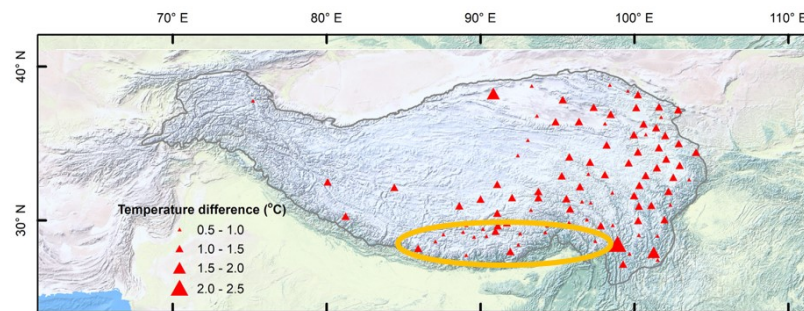 70° E 80° E 90° E 100° E 110° E
40° N
30° N
Temperature difference (°C)
0.5 - 1.0
1.0 - 1.5
1.5 - 2.0
2.0 - 2.5